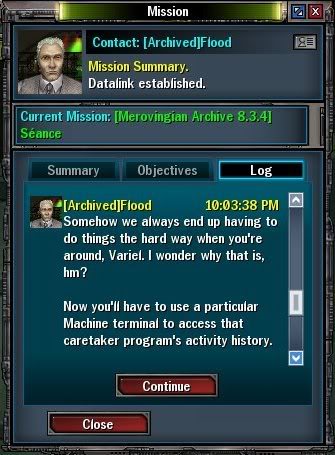 Mission
Contact: [Archived]Flood
Mission Summary.
Datalink established.
Current Mission: [Merovingian Archive 8.3.4]
Séance
Summary Objectives Log
[Archived]Flood 10:03:38 PM
Somehow we always end up having to
do things the hard way when you're
around, Variel. I wonder why that is,
hm?
Now you'll have to use a particular
Machine terminal to access that
caretaker program's activity history.
Continue
Close